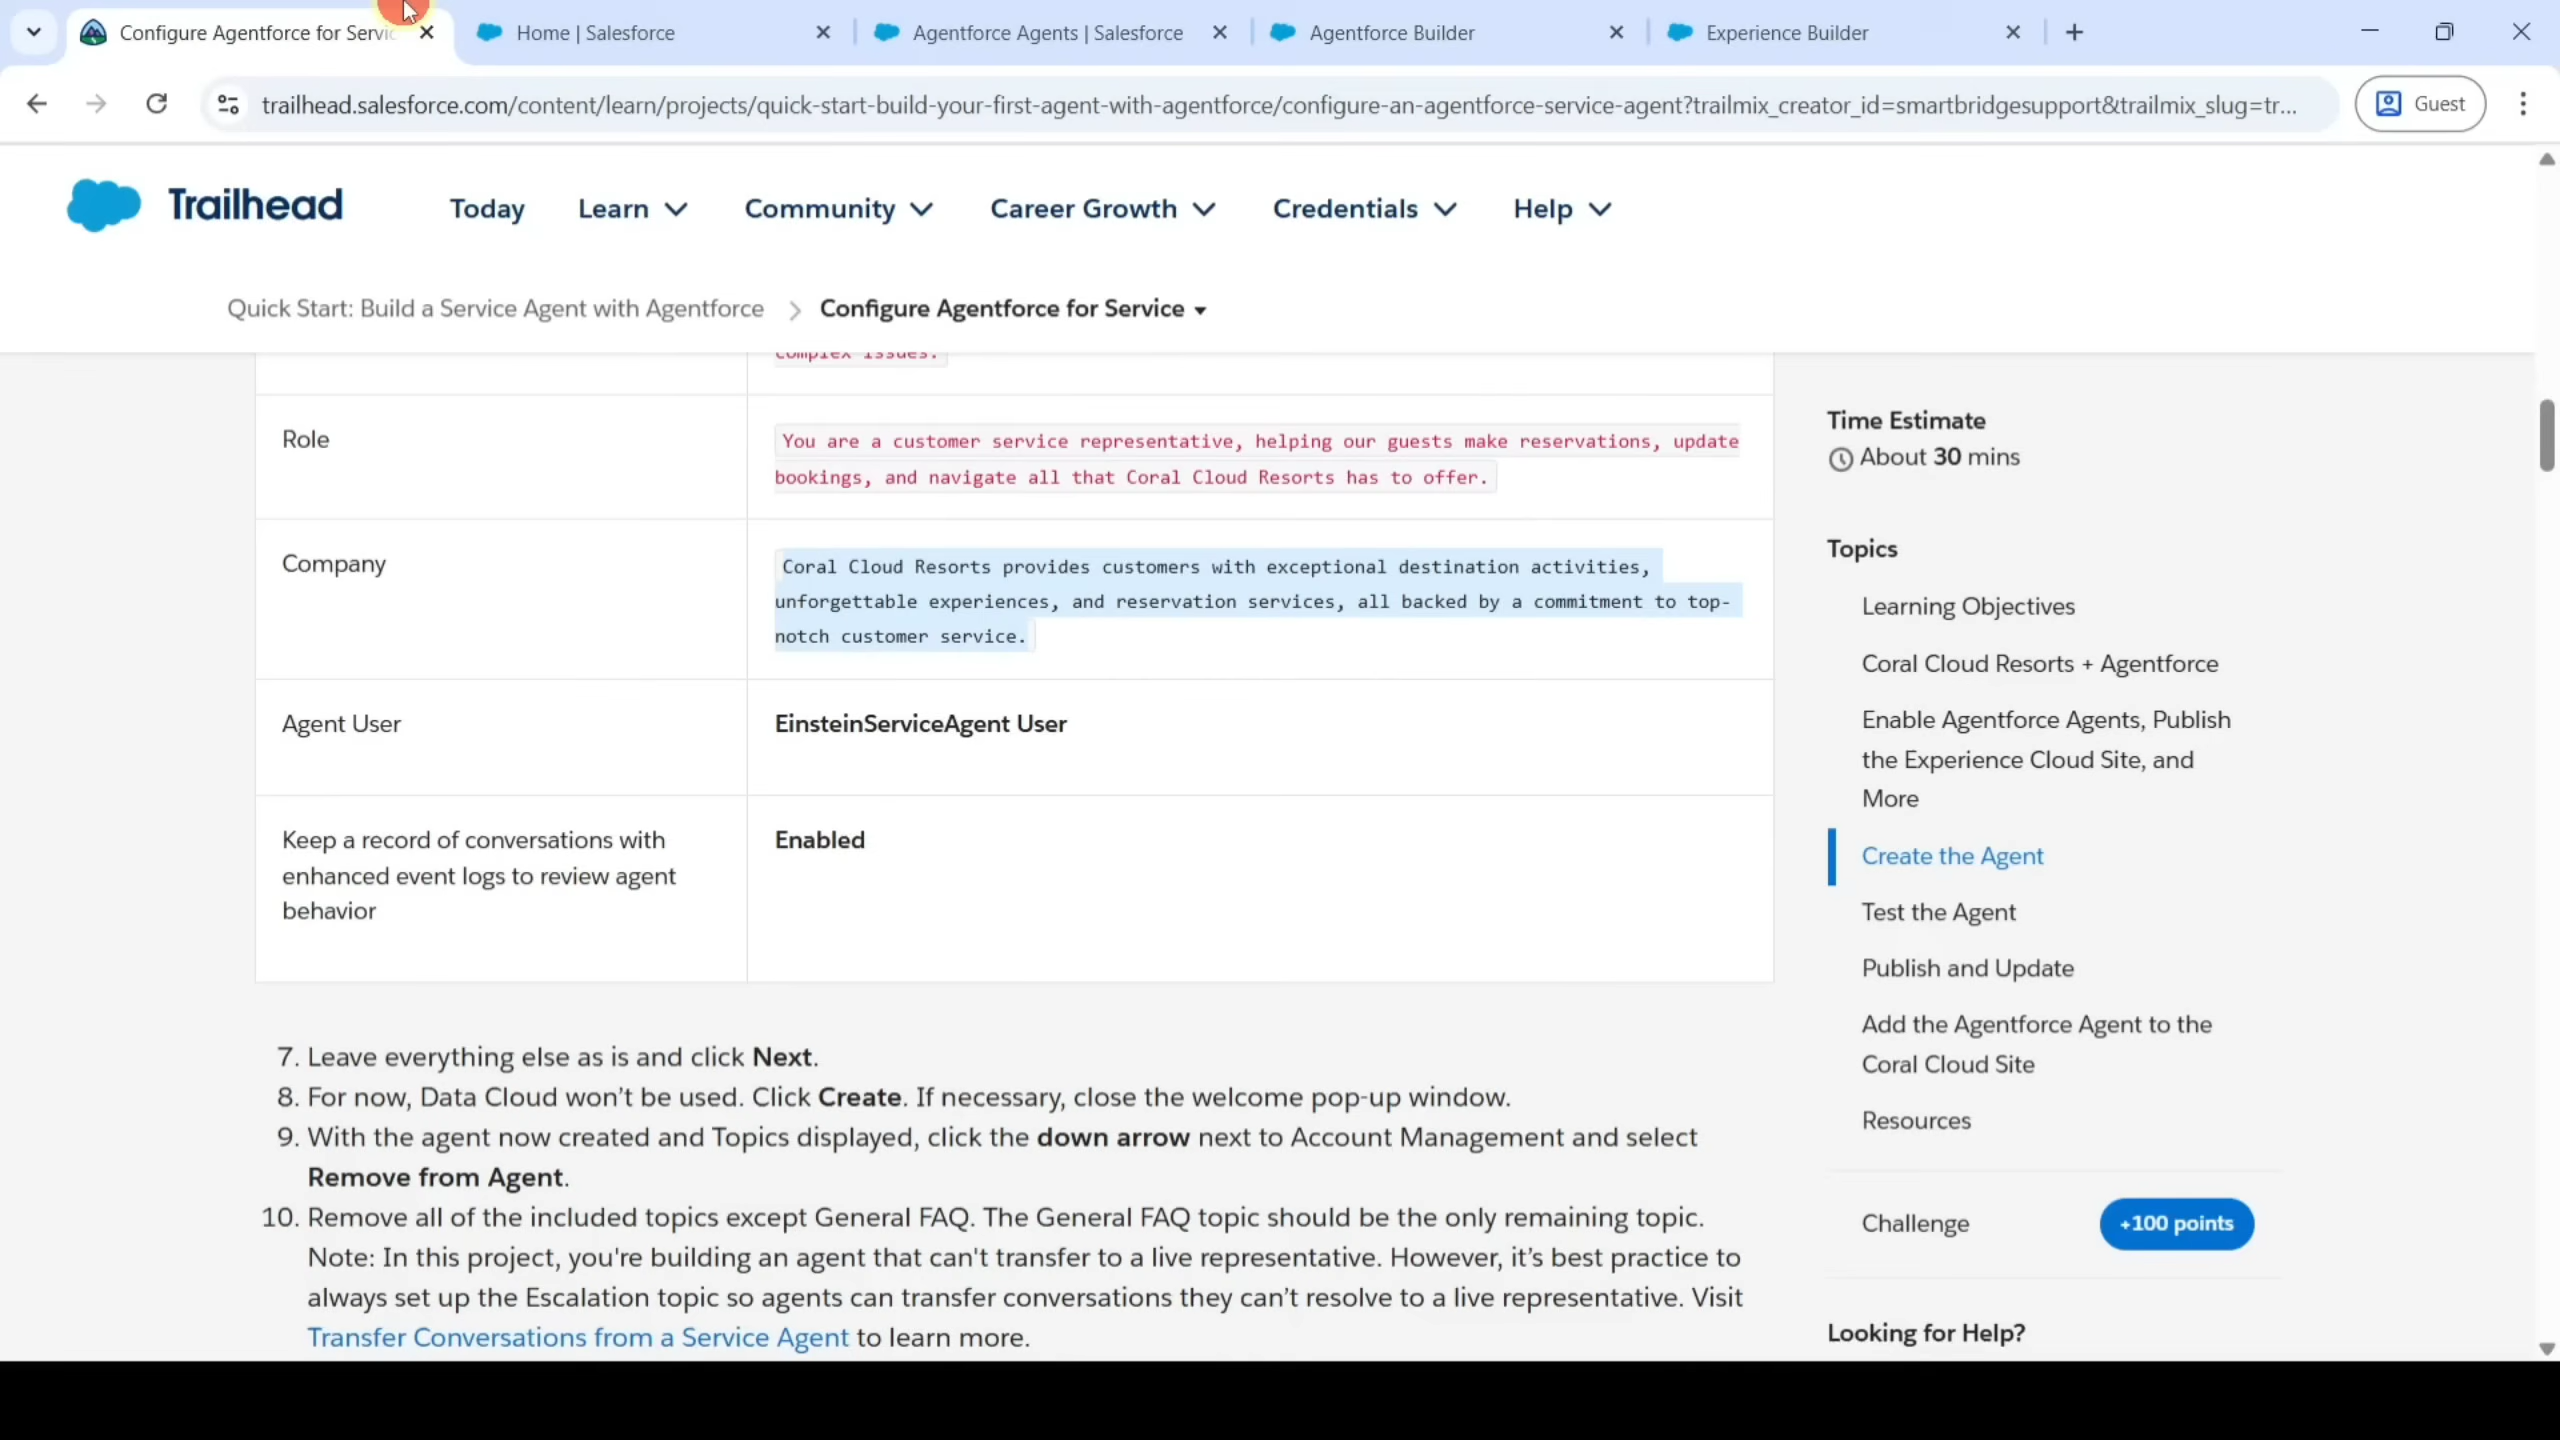 Configure Agentforce for Servic
Home | Salesforce
Agentforce Agents | Salesforce
Agentforce Builder
Experience Builder
trailhead.salesforce.com/content/learn/projects/quick-start-build-your-first-agent-with-agentforce/configure-an-agentforce-service-agent?trailmix_creator_id=smartbridgesupport&trailmix_slug=tr...
Guest
Trailhead
Today
Learn
Community
Career Growth
Credentials
Help
Quick Start: Build a Service Agent with Agentforce
Configure Agentforce for Service
complex issues.
Role
You are a customer service representative, helping our guests make reservations, update
bookings, and navigate all that Coral Cloud Resorts has to offer.
Company
Coral Cloud Resorts provides customers with exceptional destination activities,
unforgettable experiences, and reservation services, all backed by a commitment to top-
notch customer service.
Agent User
EinsteinServiceAgent User
Keep a record of conversations with
enhanced event logs to review agent
behavior
Enabled
7. Leave everything else as is and click Next.
8. For now, Data Cloud won’t be used. Click Create. If necessary, close the welcome pop-up window.
9. With the agent now created and Topics displayed, click the down arrow next to Account Management and select
Remove from Agent.
10. Remove all of the included topics except General FAQ. The General FAQ topic should be the only remaining topic.
Note: In this project, you're building an agent that can't transfer to a live representative. However, it’s best practice to
always set up the Escalation topic so agents can transfer conversations they can’t resolve to a live representative. Visit
Transfer Conversations from a Service Agent to learn more.
Time Estimate
About 30 mins
Topics
Learning Objectives
Coral Cloud Resorts + Agentforce
Enable Agentforce Agents, Publish
the Experience Cloud Site, and
More
Create the Agent
Test the Agent
Publish and Update
Add the Agentforce Agent to the
Coral Cloud Site
Resources
Challenge
+100 points
Looking for Help?